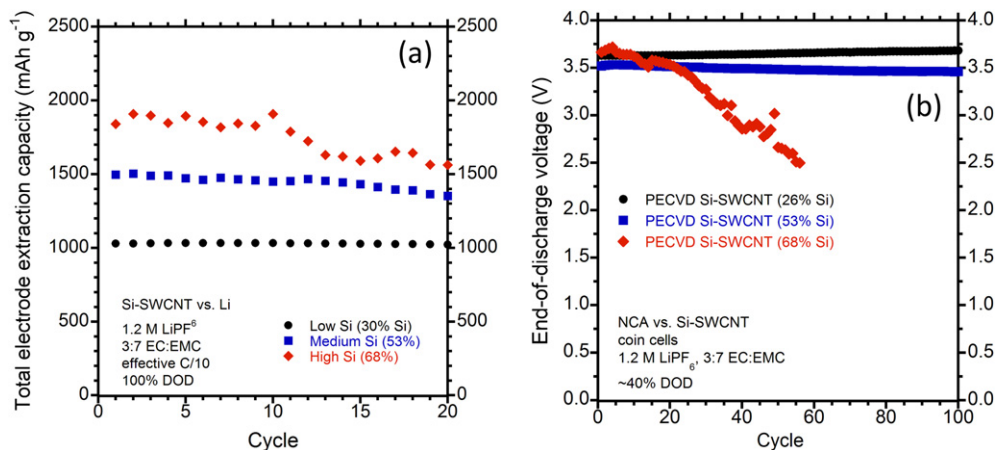 2500
2000
1500
1000
500
0
Total electrode extraction capacity (mAh g⁻¹)
2500
2000
1500
1000
500
0
(a)
Si-SWCNT vs. Li
1.2 M LiPF⁶
3:7 EC:EMC
effective C/10
100% DOD
Low Si (30% Si)
Medium Si (53%)
High Si (68%)
0 5 10 15 20
Cycle
4.0
3.5
3.0
2.5
2.0
1.5
1.0
0.5
0.0
End-of-discharge voltage (V)
4.0
3.5
3.0
2.5
2.0
1.5
1.0
0.5
0.0
(b)
PECVD Si-SWCNT (26% Si)
PECVD Si-SWCNT (53% Si)
PECVD Si-SWCNT (68% Si)
NCA vs. Si-SWCNT
coin cells
1.2 M LiPF₆, 3:7 EC:EMC
~40% DOD
0 20 40 60 80 100
Cycle